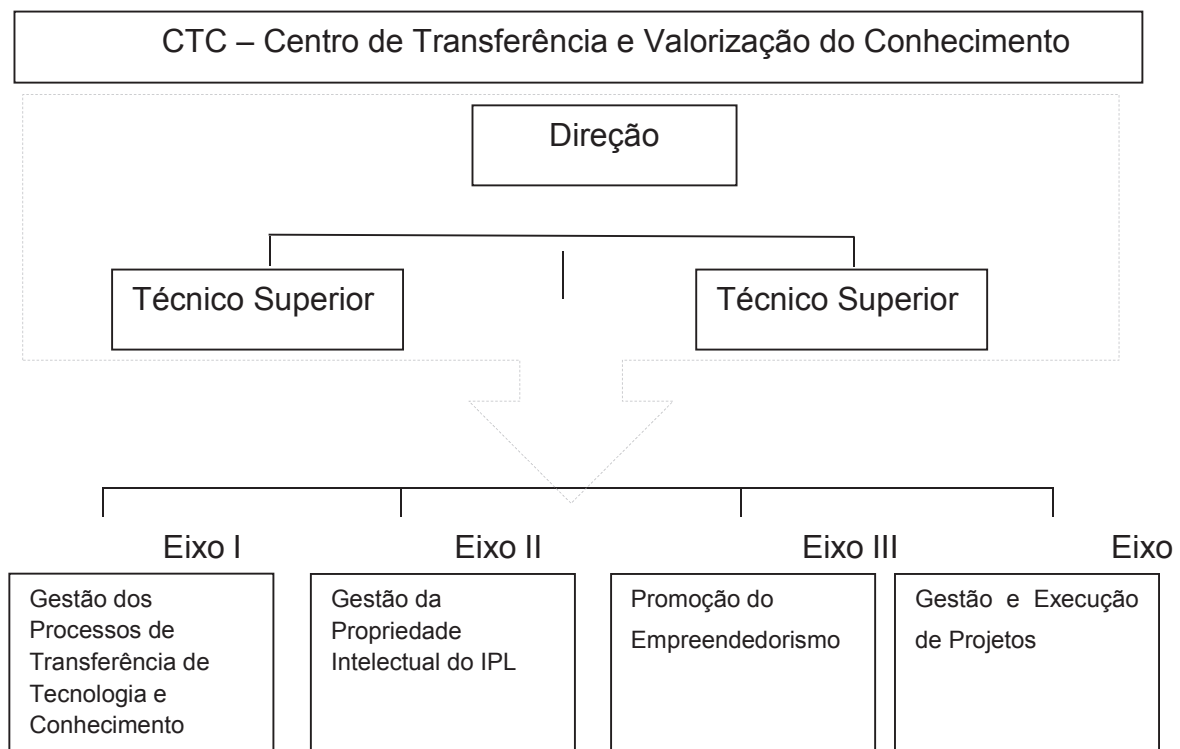 CTC – Centro de Transferência e Valorização do Conhecimento
Direção
Técnico Superior
Técnico Superior
Eixo I
Eixo II
Eixo III
Eixo
Gestão dos
Processos de
Transferência de
Tecnologia e
Conhecimento
Gestão da
Propriedade
Intelectual do IPL
Promoção do
Empreendedorismo
Gestão e Execução
de Projetos